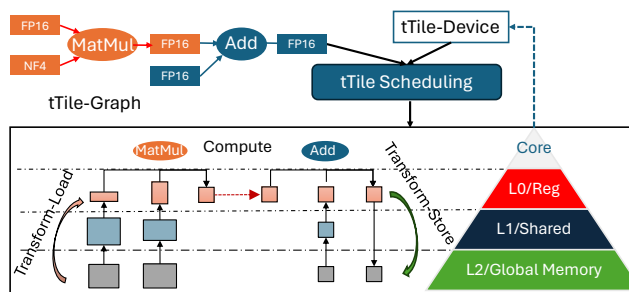 FP16
NF4
MatMul
FP16
FP16
Add
FP16
tTile-Device
tTile-Graph
tTile Scheduling
MatMul
Compute
Add
Transform-Load
Transform-Store
Core
L0/Reg
L1/Shared
L2/Global Memory